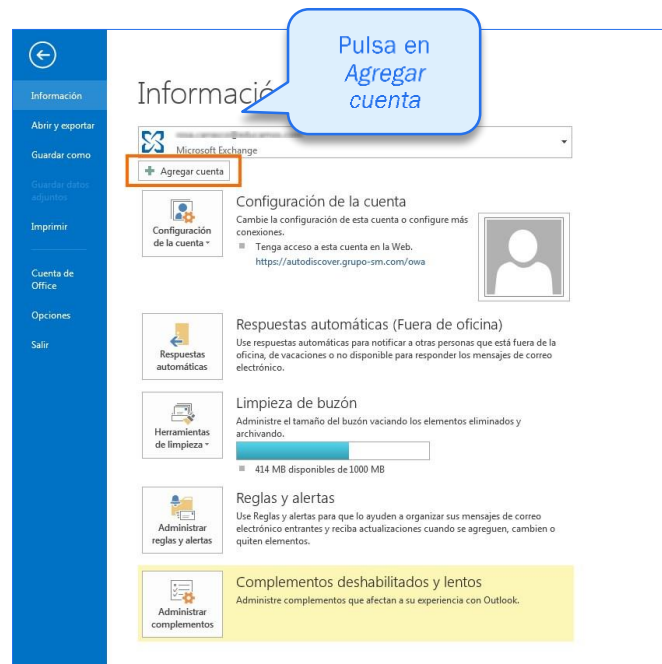 Pulsa en
Agregar
cuenta
Informació
Información
Abrir y exportar
Guardar como
Guardar datos
adjuntos
Imprimir
Cuenta de
Office
Opciones
Salir
Microsoft Exchange
Agregar cuenta
Configuración
de la cuenta
Configuración de la cuenta
Cambie la configuración de esta cuenta o configure más
conexiones.
Tenga acceso a esta cuenta en la Web.
https://autodiscover.grupo-sm.com/owa
Respuestas
automáticas
Respuestas automáticas (Fuera de oficina)
Use respuestas automáticas para notificar a otras personas que está fuera de la
oficina, de vacaciones o no disponible para responder los mensajes de correo
electrónico.
Herramientas
de limpieza
Limpieza de buzón
Administre el tamaño del buzón vaciando los elementos eliminados y
archivando.
414 MB disponibles de 1000 MB
Administrar
reglas y alertas
Reglas y alertas
Use Reglas y alertas para que lo ayuden a organizar sus mensajes de correo
electrónico entrantes y reciba actualizaciones cuando se agreguen, cambien o
quiten elementos.
Administrar
complementos
Complementos deshabilitados y lentos
Administre complementos que afectan a su experiencia con Outlook.